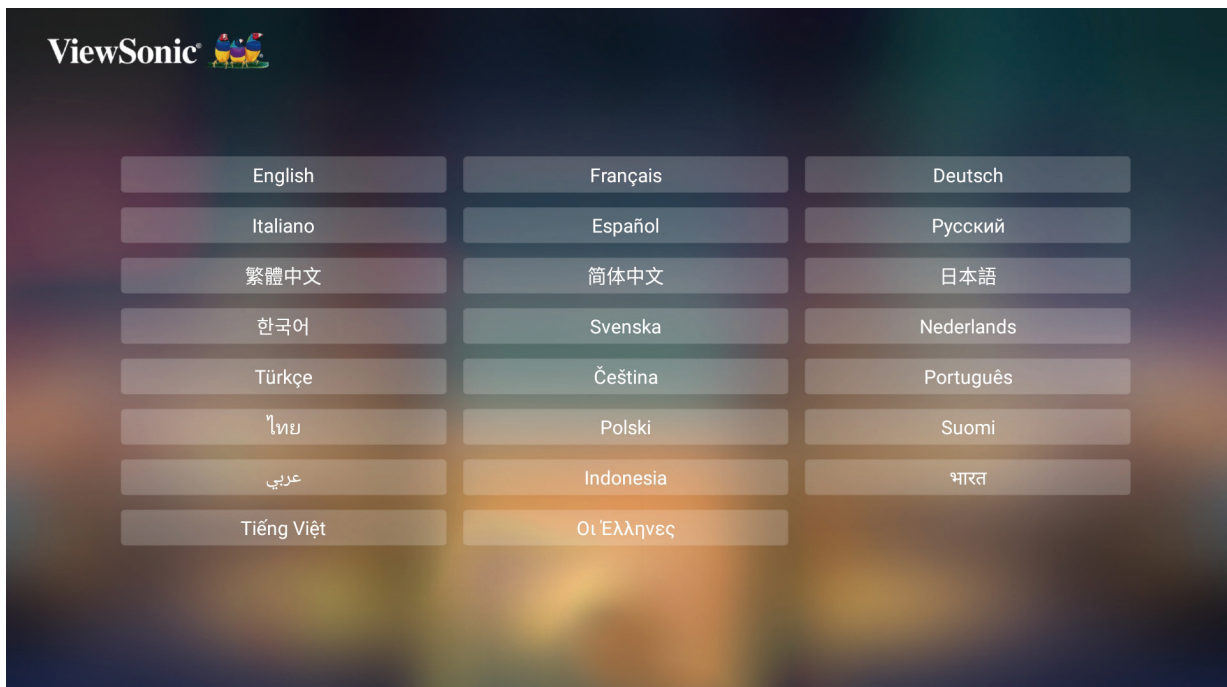 ViewSonic®
English Français Deutsch
Italiano Español Русский
繁體中文 简体中文 日本語
한국어 Svenska Nederlands
Türkçe Čeština Português
ไทย Polski Suomi
عربي Indonesia भारत
Tiếng Việt Οι Έλληνες